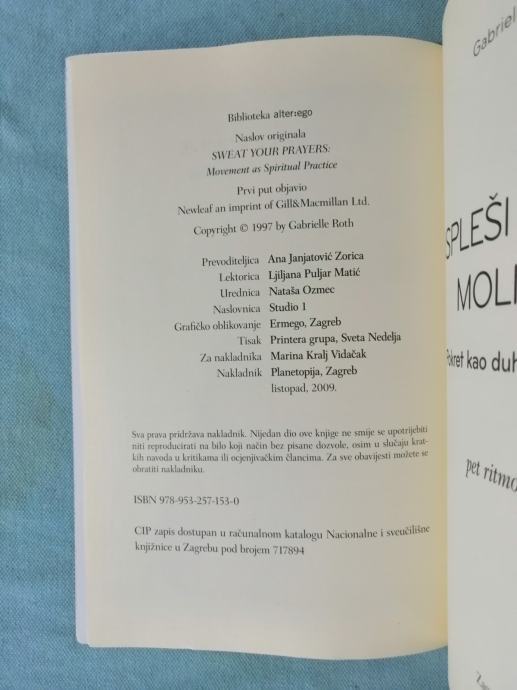 Biblioteka alter:ego
Naslov originala
SWEAT YOUR PRAYERS:
Movement as Spiritual Practice
Prvi put objavio
Newleaf an imprint of Gill&Macmillan Ltd.
Copyright © 1997 by Gabrielle Roth
Prevoditeljica Ana Janjatović Zorica
Lektorica Ljiljana Puljar Matić
Urednica Nataša Ozmec
Naslovnica Studio 1
Grafičko oblikovanje Ermego, Zagreb
Tisak Printera grupa, Sveta Nedelja
Za nakladnika Marina Kralj Vidačak
Nakladnik Planetopija, Zagreb
listopad, 2009.
Sva prava pridržava nakladnik. Nijedan dio ove knjige ne smije se upotrijebiti
niti reproducirati na bilo koji način bez pisane dozvole, osim u slučaju krat-
kih navoda u kritikama ili ocjenjivačkim člancima. Za sve obavijesti možete se
obratiti nakladniku.
ISBN 978-953-257-153-0
CIP zapis dostupan u računalnom katalogu Nacionalne i sveučilišne
knjižnice u Zagrebu pod brojem 717894
Gabriel
SPLEŠI
MOLI
Pokret kao duh
pet ritmo